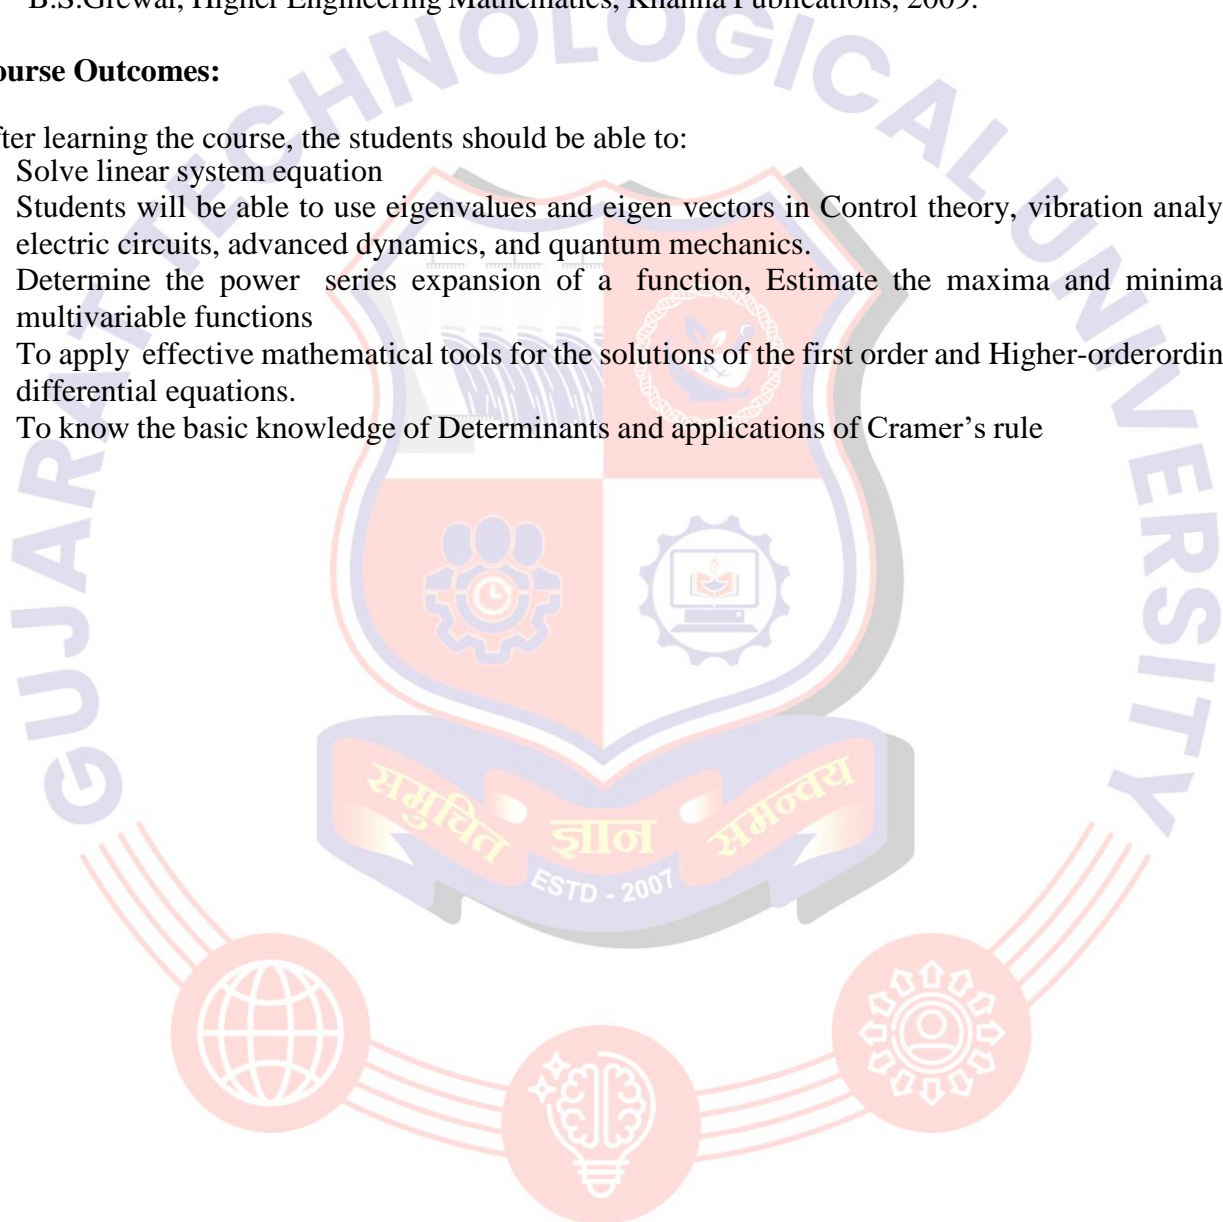 B.S.Grewal, Higher Engineering Mathematics, Khanna Publications, 2009.
ourse Outcomes:
fter learning the course, the students should be able to:
Solve linear system equation
Students will be able to use eigenvalues and eigen vectors in Control theory, vibration analy
electric circuits, advanced dynamics, and quantum mechanics.
Determine the power series expansion of a function, Estimate the maxima and minima
multivariable functions
To apply effective mathematical tools for the solutions of the first order and Higher-orderordin
differential equations.
To know the basic knowledge of Determinants and applications of Cramer’s rule
GUJARAT TECHNOLOGICAL UNIVERSITY
समुचित ज्ञान समन्वय
ESTD - 2007